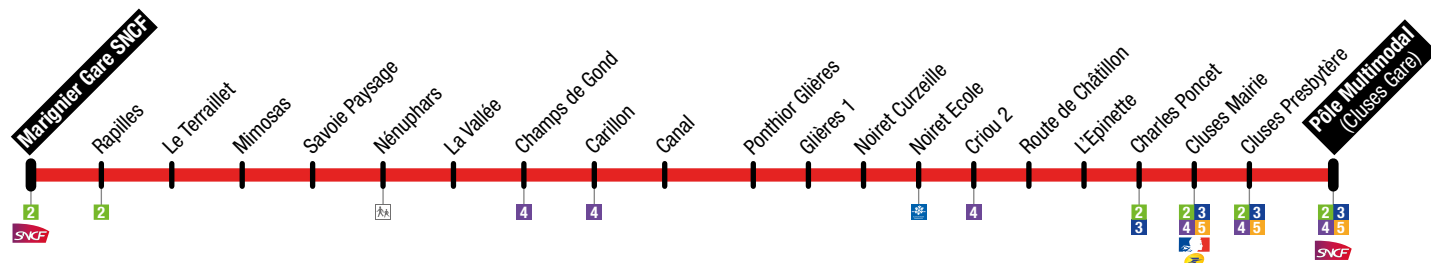 Marignier Gare SNCF
Rapilles
Le Terraillet
Mimosas
Savoie Paysage
Nénuphars
La Vallée
Champs de Gond
Carillon
Canal
Ponthior Glières
Glières 1
Noiret Curzeille
Noiret Ecole
Criou 2
Route de Châtillon
L'Epinette
Charles Poncet
Cluses Mairie
Cluses Presbytère
Pôle Multimodal
(Cluses Gare)
2
SNCF
2
4
4
4
2
3
2 3
4 5
2 3
4 5
2 3
4 5
SNCF